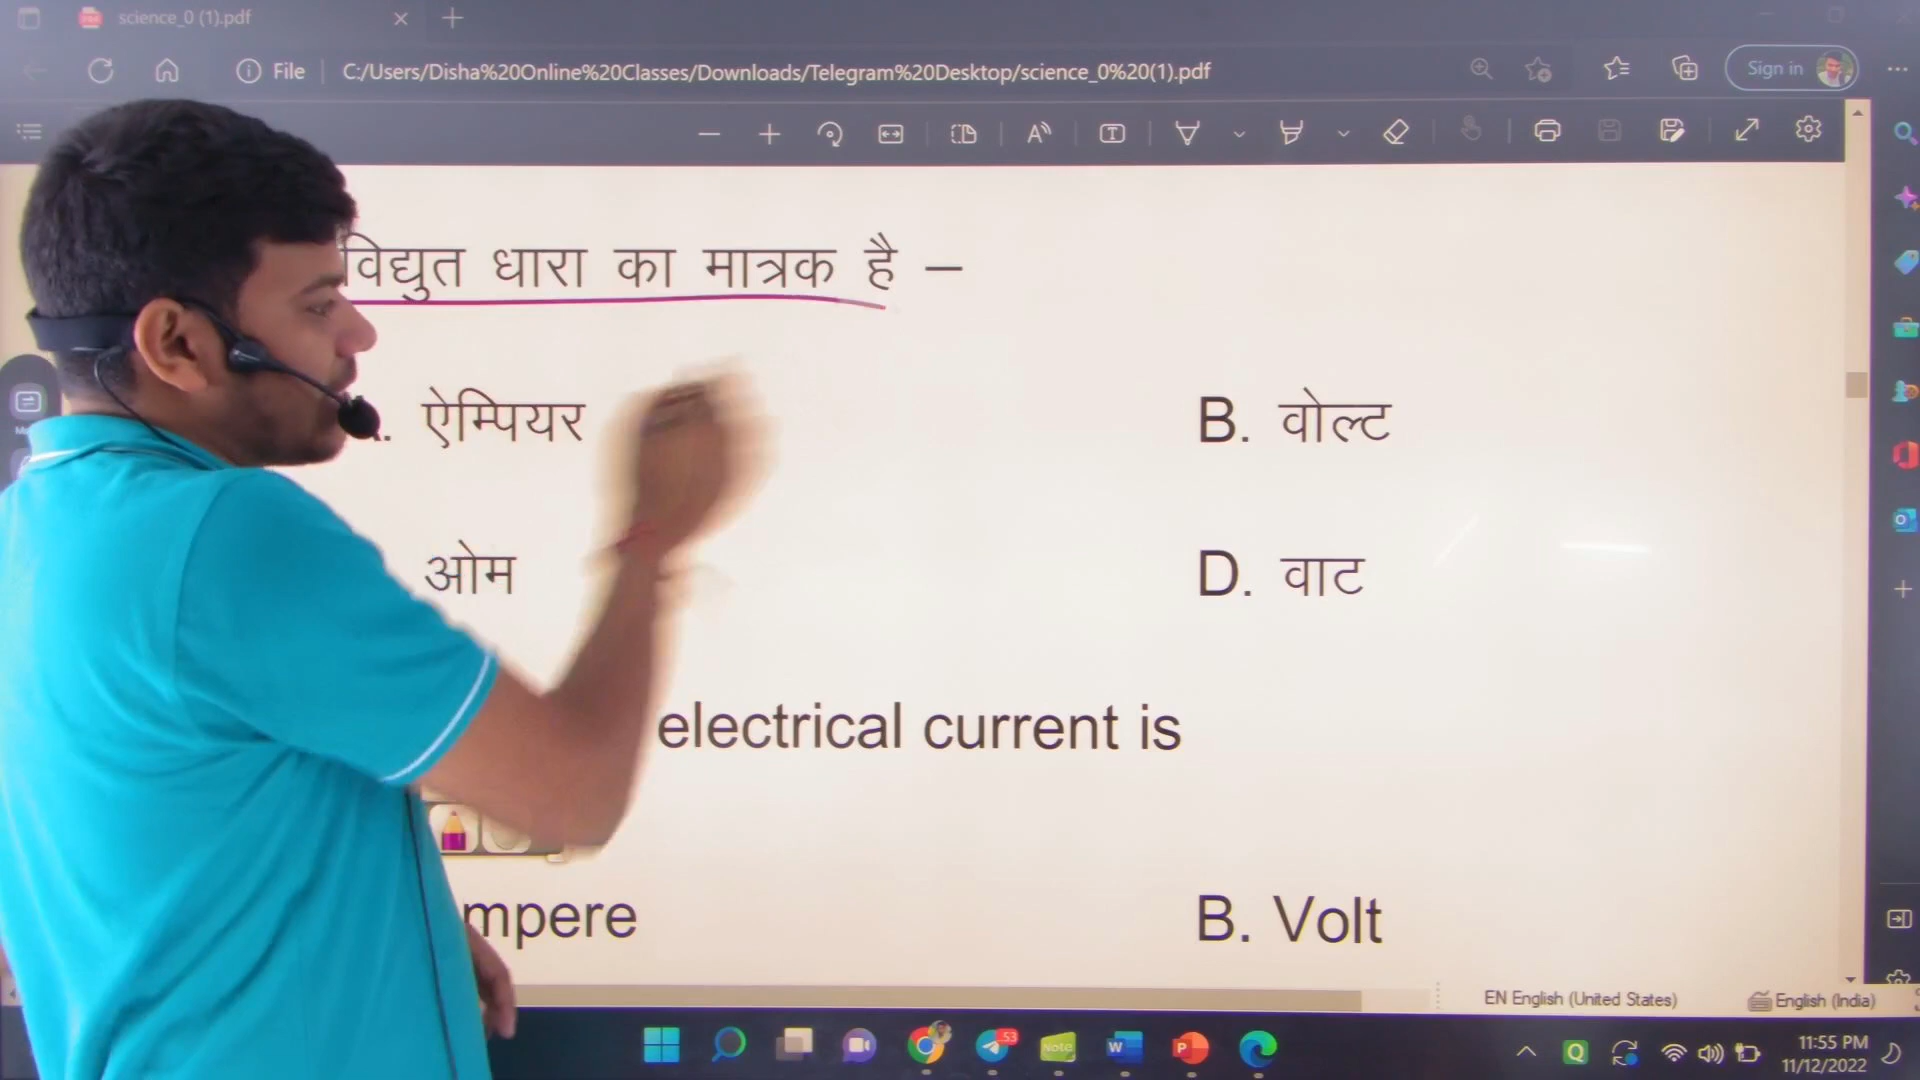 science_0 (1).pdf
File
C:/Users/Disha%20Online%20Classes/Downloads/Telegram%20Desktop/science_0%20(1).pdf
Sign in
विद्युत धारा का मात्रक है –
ऐम्पियर
B. वोल्ट
ओम
D. वाट
electrical current is
mpere
B. Volt
EN English (United States)
English (India)
53
Note
11:55 PM
11/12/2022